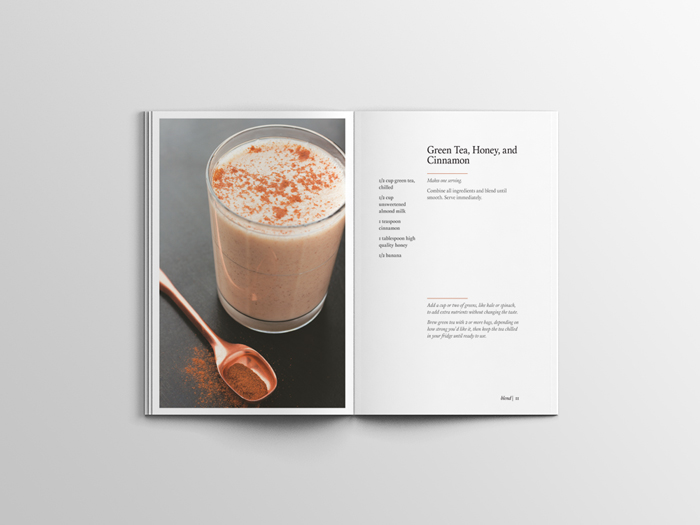 Green Tea, Honey, and
Cinnamon
1/2 cup green tea,
chilled
1/2 cup
unsweetened
almond milk
1 teaspoon
cinnamon
1 tablespoon high
quality honey
1/2 banana
Makes one serving.
Combine all ingredients and blend until
smooth. Serve immediately.
Add a cup or two of greens, like kale or spinach,
to add extra nutrients without changing the taste.
Brew green tea with 2 or more bags, depending on
how strong you'd like it, then keep the tea chilled
in your fridge until ready to use.
blend |